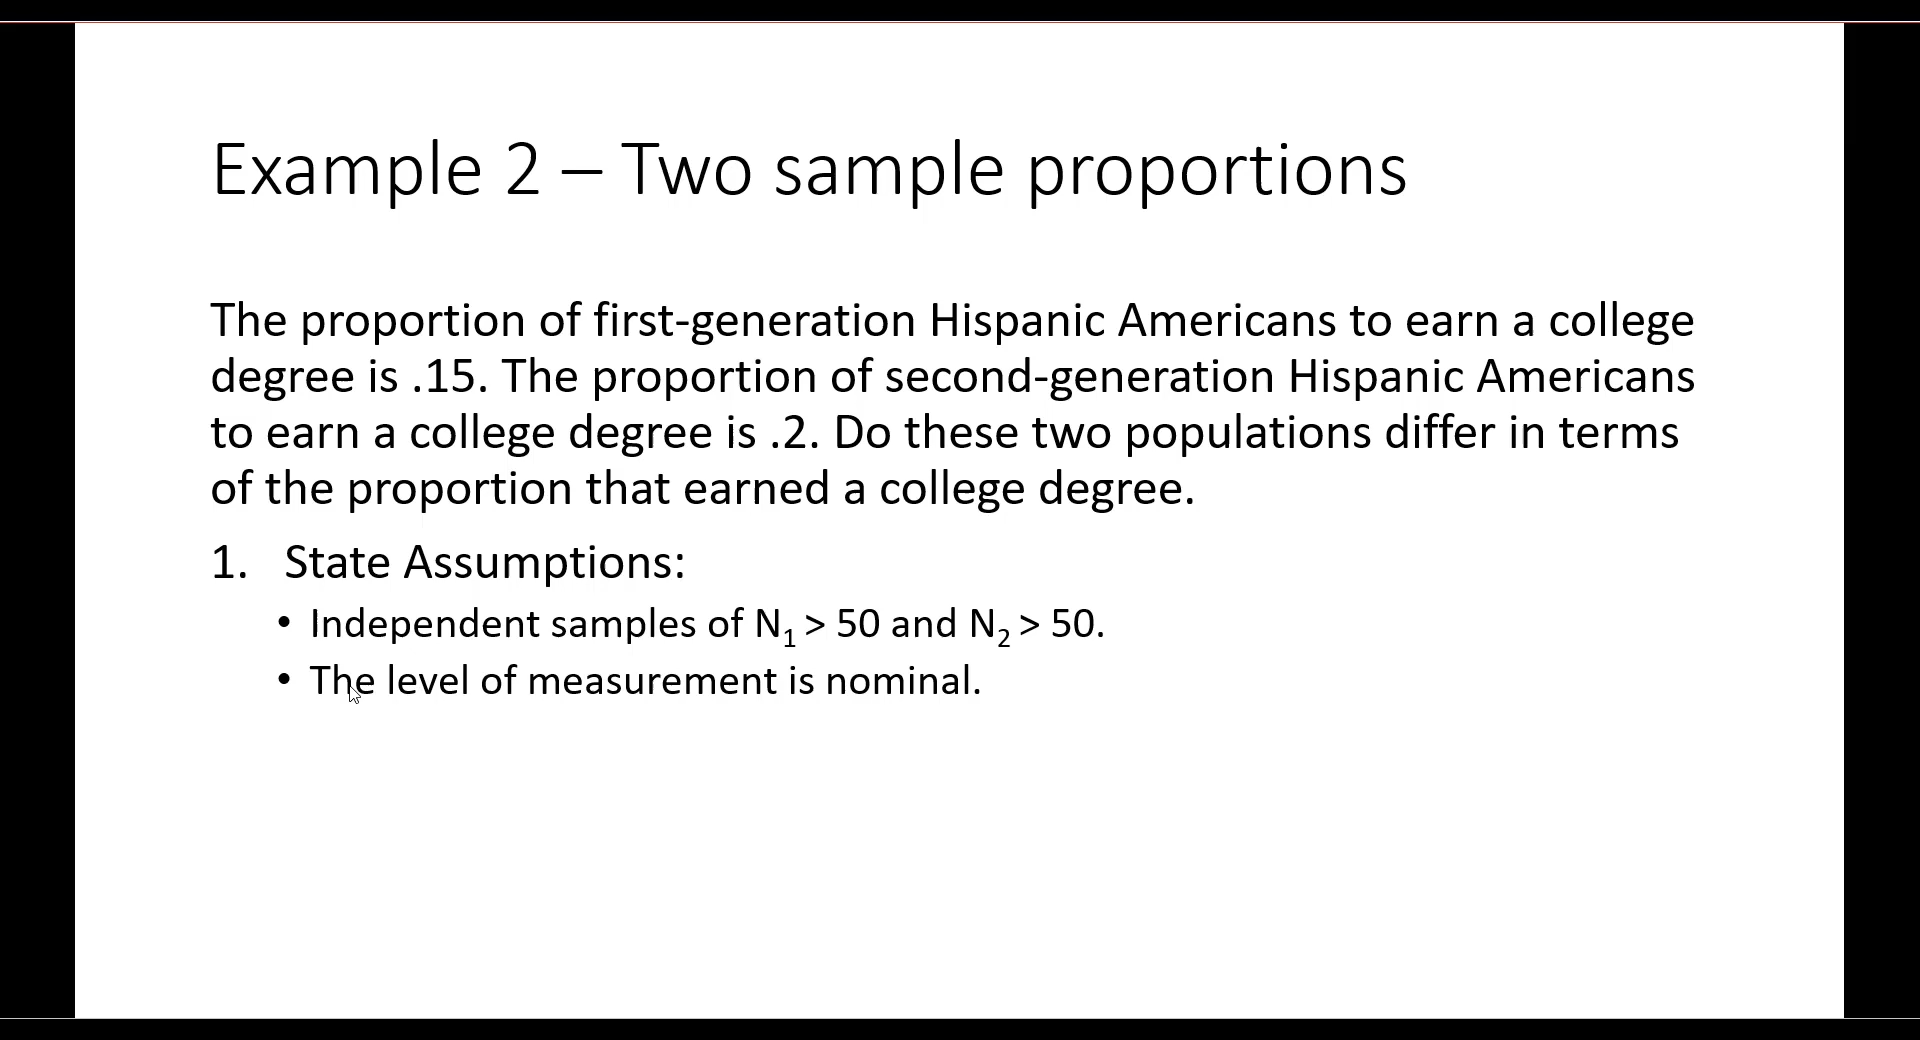 Example 2 – Two sample proportions
The proportion of first-generation Hispanic Americans to earn a college
degree is .15. The proportion of second-generation Hispanic Americans
to earn a college degree is .2. Do these two populations differ in terms
of the proportion that earned a college degree.
1. State Assumptions:
• Independent samples of N₁ > 50 and N₂ > 50.
• The level of measurement is nominal.